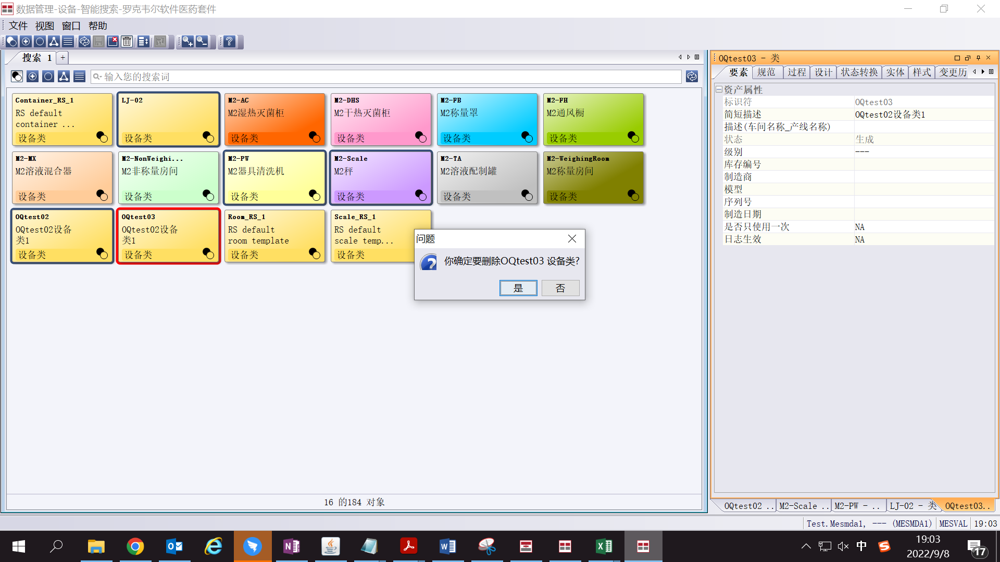 数据管理-设备-智能搜索-罗克韦尔软件医药套件
文件 视图 窗口 帮助
搜索 1 +
输入您的搜索词
Container_RS_1
RS default
container ...
设备类
LJ-02
设备类
M2-AC
M2湿热灭菌柜
设备类
M2-DHS
M2干热灭菌柜
设备类
M2-FB
M2称量罩
设备类
M2-FH
M2通风橱
设备类
M2-MX
M2溶液混合器
设备类
M2-NonWeighi...
M2非称量房间
设备类
M2-PW
M2器具清洗机
设备类
M2-Scale
M2秤
设备类
M2-TA
M2溶液配制罐
设备类
M2-WeighingRoom
M2称量房间
设备类
OQtest02
OQtest02设备
类1
设备类
OQtest03
OQtest02设备
类1
设备类
Room_RS_1
RS default
room template
设备类
Scale_RS_1
RS default
scale temp...
设备类
问题
你确定要删除OQtest03 设备类?
是 否
16 的184 对象
OQtest03 - 类
要素 规范 过程 设计 状态转换 实体 样式 变更历
资产属性
标识符 OQtest03
简短描述 OQtest02设备类1
描述(车间名称_产线名称)
状态 生成
级别 ---
库存编号
制造商
模型
序列号
制造日期
是否只使用一次 NA
日志生效 NA
OQtest02 .. M2-Scale .. M2-PW - .. LJ-02 - 类 OQtest03..
Test.Mesmda1, --- (MESMDA1) MESVAL 19:03
中
19:03
2022/9/8
17